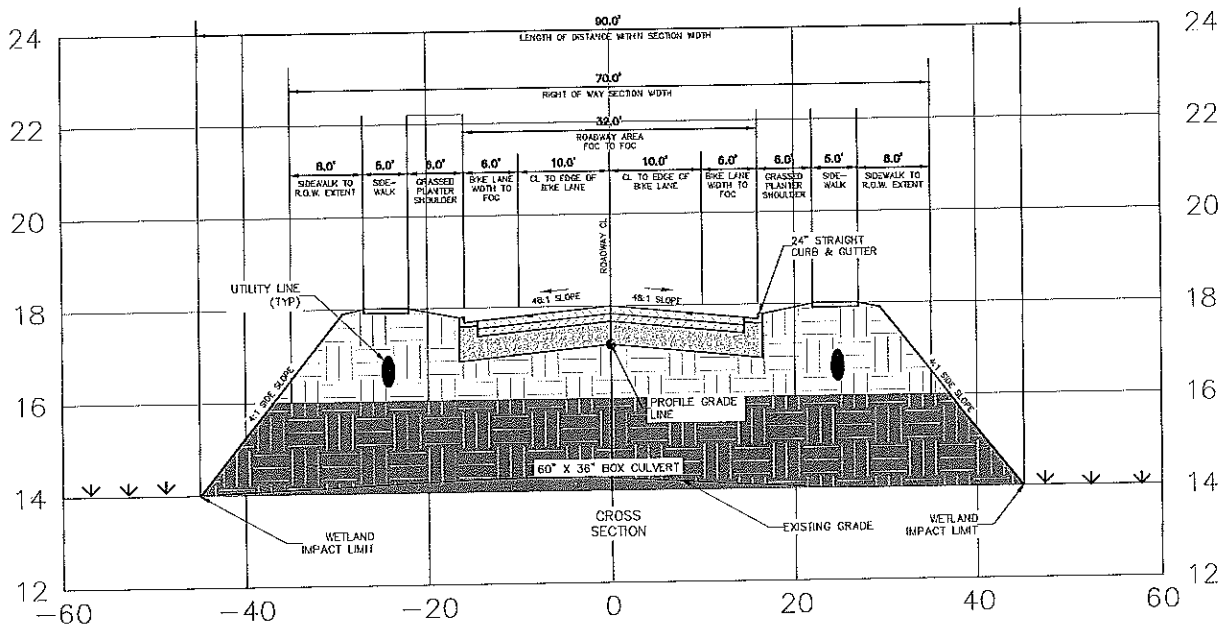 90.0'
LENGTH OF DISTANCE WITHIN SECTION WIDTH
70.0'
RIGHT OF WAY SECTION WIDTH
32.0'
ROADWAY AREA
FOC TO FOC
8.0'
SIDEWALK TO
R.O.W. EXTENT
5.0'
SIDE-
WALK
6.0'
GRASSED
PLANTER
SHOULDER
6.0'
BIKE LANE
WIDTH TO
FOC
10.0'
CL TO EDGE OF
BIKE LANE
10.0'
CL TO EDGE OF
BIKE LANE
6.0'
BIKE LANE
WIDTH TO
FOC
6.0'
GRASSED
PLANTER
SHOULDER
5.0'
SIDE-
WALK
8.0'
SIDEWALK TO
R.O.W. EXTENT
ROADWAY CL
24" STRAIGHT
CURB & GUTTER
UTILITY LINE
(TYP)
48:1 SLOPE
48:1 SLOPE
4:1 SIDE SLOPE
4:1 SIDE SLOPE
PROFILE GRADE
LINE
60" X 36" BOX CULVERT
WETLAND
IMPACT LIMIT
CROSS
SECTION
EXISTING GRADE
WETLAND
IMPACT LIMIT
24
22
20
18
16
14
12
24
22
20
18
16
14
12
-60
-40
-20
0
20
40
60